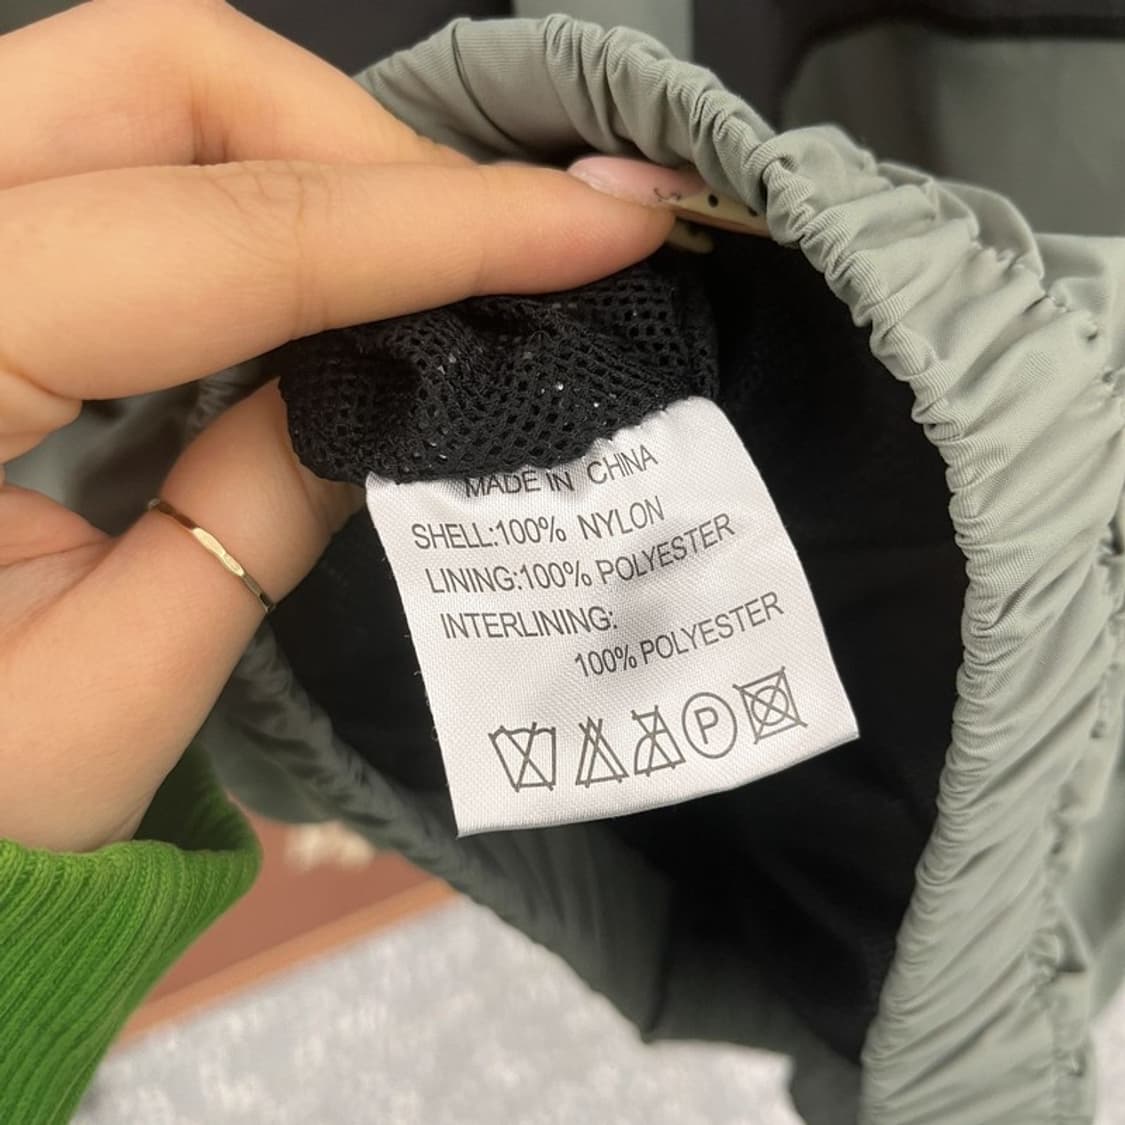 MADE IN CHINA
SHELL:100% NYLON
LINING:100% POLYESTER
INTERLINING:
100% POLYESTER
P